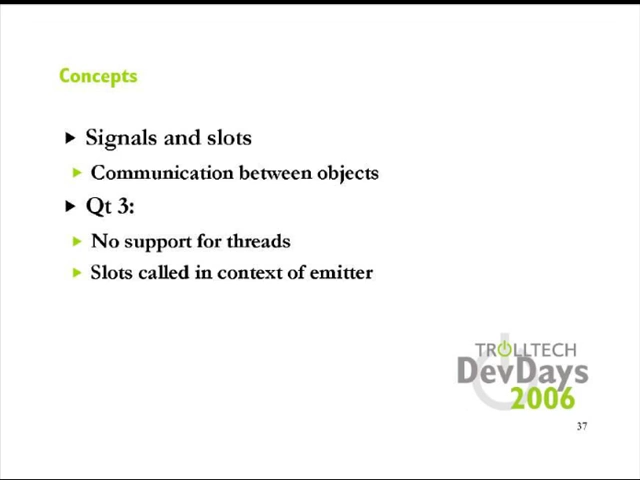 Concepts
Signals and slots
Communication between objects
Qt 3:
No support for threads
Slots called in context of emitter
TROLLTECH
DevDays
2006
37